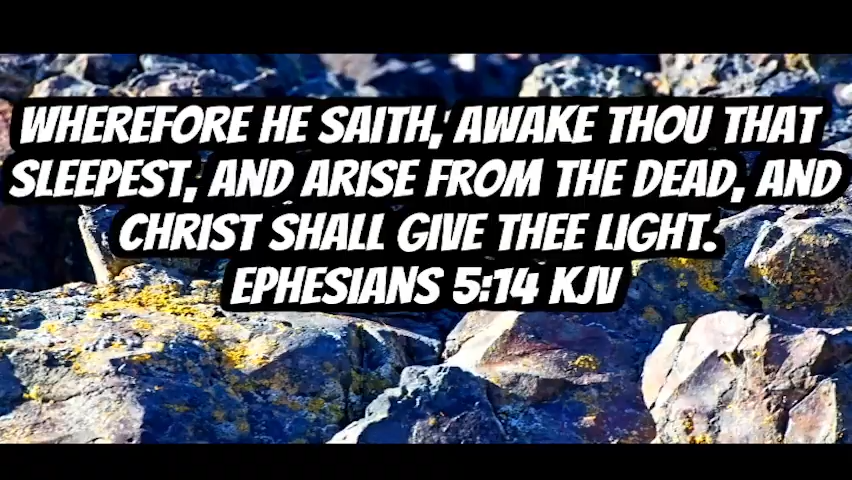 WHEREFORE HE SAITH, AWAKE THOU THAT
SLEEPEST, AND ARISE FROM THE DEAD, AND
CHRIST SHALL GIVE THEE LIGHT.
EPHESIANS 5:14 KJV